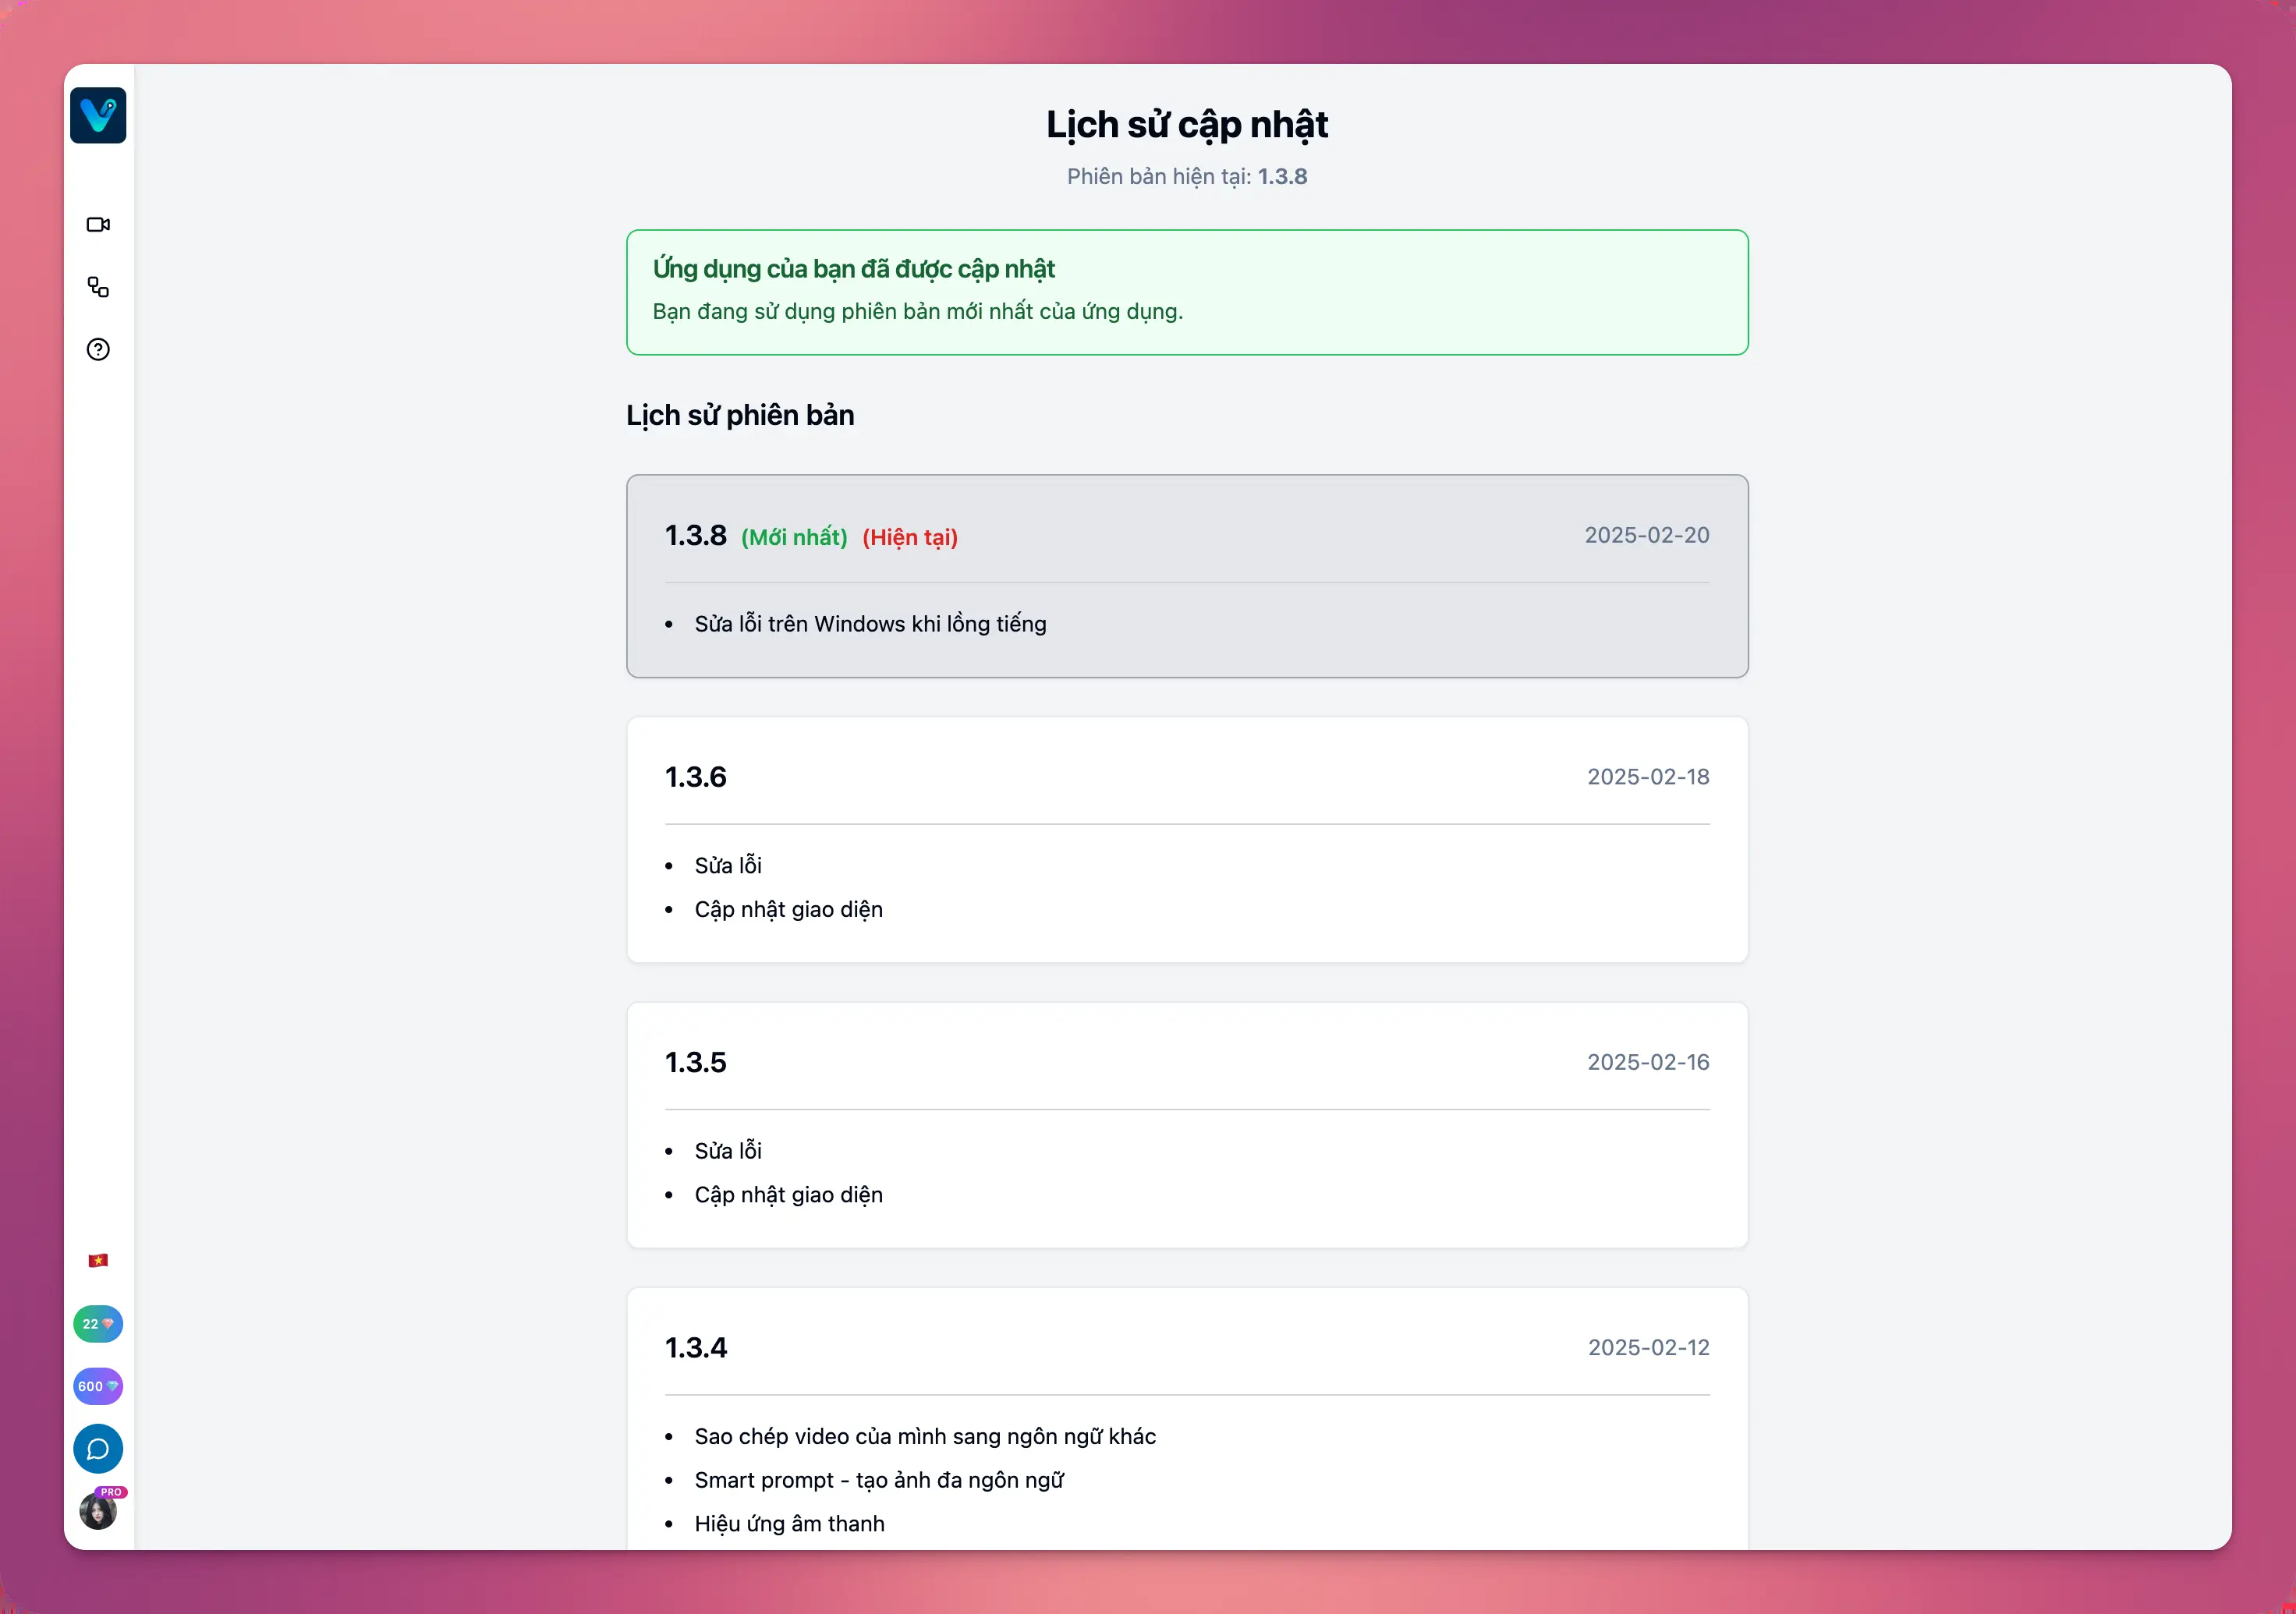 Lịch sử cập nhật
Phiên bản hiện tại: 1.3.8
Ứng dụng của bạn đã được cập nhật
Bạn đang sử dụng phiên bản mới nhất của ứng dụng.
Lịch sử phiên bản
1.3.8 (Mới nhất) (Hiện tại) 2025-02-20
• Sửa lỗi trên Windows khi lồng tiếng
1.3.6 2025-02-18
• Sửa lỗi
• Cập nhật giao diện
1.3.5 2025-02-16
• Sửa lỗi
• Cập nhật giao diện
1.3.4 2025-02-12
• Sao chép video của mình sang ngôn ngữ khác
• Smart prompt - tạo ảnh đa ngôn ngữ
• Hiệu ứng âm thanh
22
600
PRO